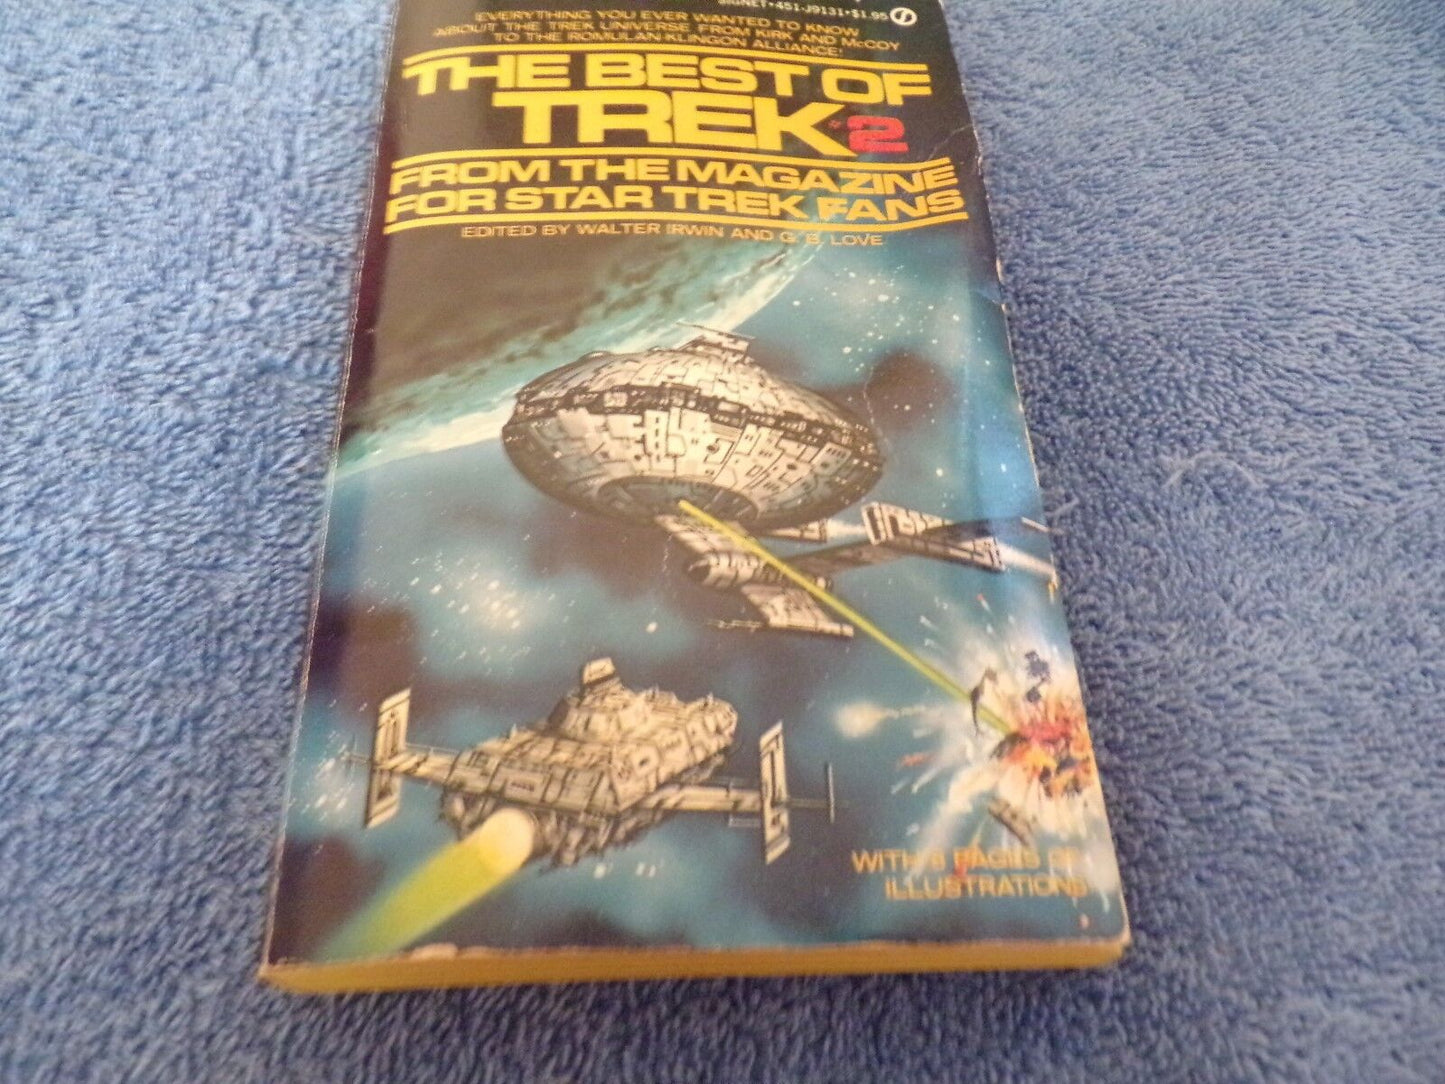 SIGNET • 451-J9131 • $1.95
EVERYTHING YOU EVER WANTED TO KNOW
ABOUT THE TREK UNIVERSE, FROM KIRK AND McCOY
TO THE ROMULAN KLINGON ALLIANCE!
THE BEST OF
TREK #2
FROM THE MAGAZINE
FOR STAR TREK FANS
EDITED BY WALTER IRWIN AND G. B. LOVE
WITH 8 PAGES OF
ILLUSTRATIONS